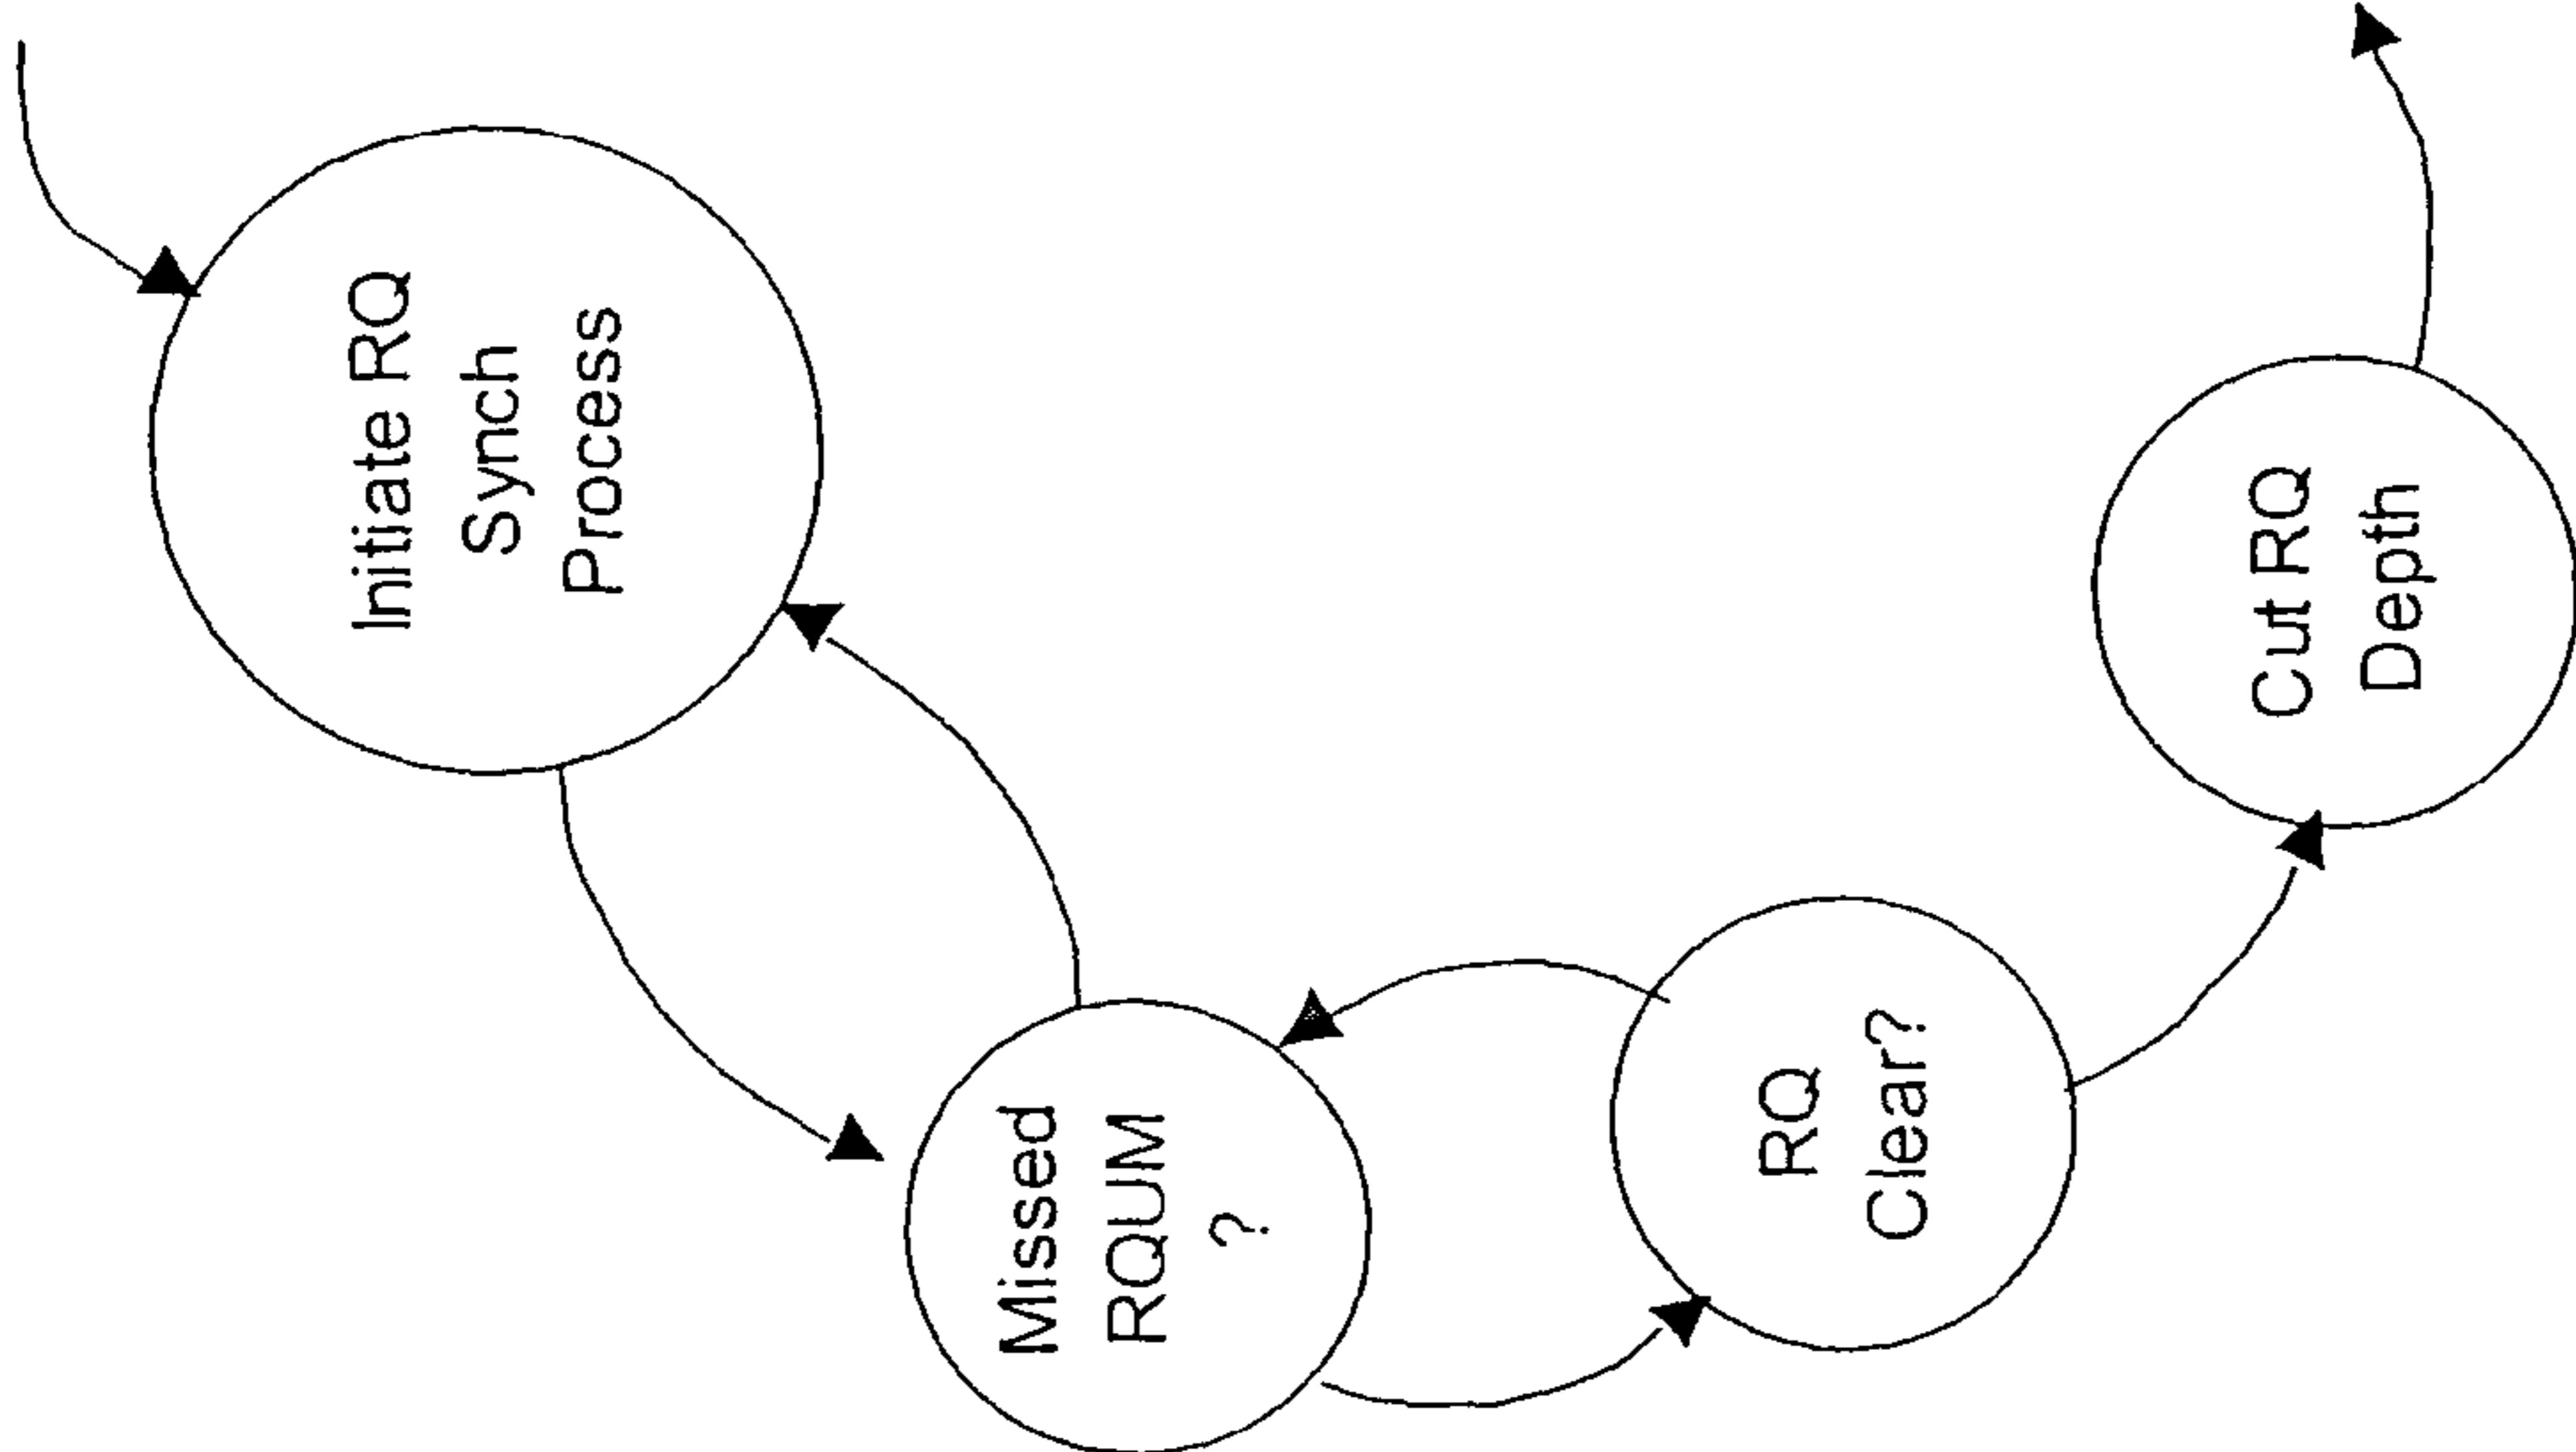 Initiate RQ
Synch
Process
Missed
RQUM
?
RQ
Clear?
Cut RQ
Depth